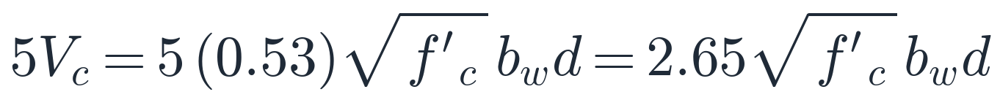 5V_c = 5 (0.53) √(f′_c) b_w d = 2.65 √(f′_c) b_w d